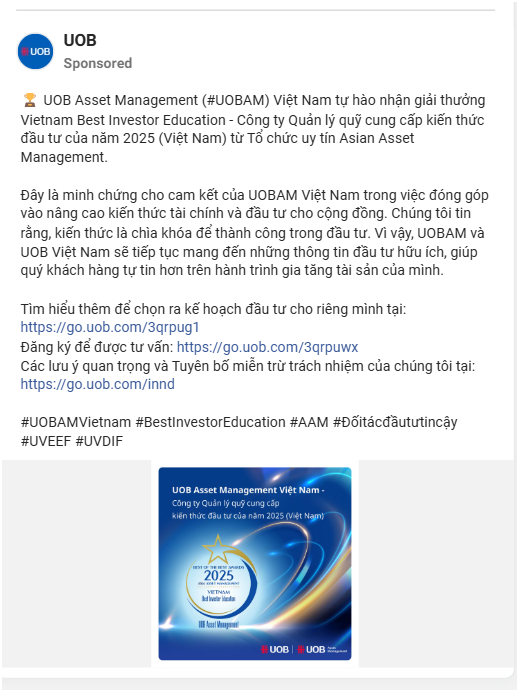 UOB
UOB
Sponsored
🏆 UOB Asset Management (#UOBAM) Việt Nam tự hào nhận giải thưởng
Vietnam Best Investor Education - Công ty Quản lý quỹ cung cấp kiến thức
đầu tư của năm 2025 (Việt Nam) từ Tổ chức uy tín Asian Asset
Management.
Đây là minh chứng cho cam kết của UOBAM Việt Nam trong việc đóng góp
vào nâng cao kiến thức tài chính và đầu tư cho cộng đồng. Chúng tôi tin
rằng, kiến thức là chìa khóa để thành công trong đầu tư. Vì vậy, UOBAM và
UOB Việt Nam sẽ tiếp tục mang đến những thông tin đầu tư hữu ích, giúp
quý khách hàng tự tin hơn trên hành trình gia tăng tài sản của mình.
Tìm hiểu thêm để chọn ra kế hoạch đầu tư cho riêng mình tại:
https://go.uob.com/3qrpug1
Đăng ký để được tư vấn: https://go.uob.com/3qrpuwx
Các lưu ý quan trọng và Tuyên bố miễn trừ trách nhiệm của chúng tôi tại:
https://go.uob.com/innd
#UOBAMVietnam #BestInvestorEducation #AAM #Đốitácđầutưtincậy
#UVEEF #UVDIF
UOB Asset Management Việt Nam -
Công ty Quản lý quỹ cung cấp
kiến thức đầu tư của năm 2025 (Việt Nam)
BEST OF THE BEST AWARDS
2025
ASIA ASSET MANAGEMENT
VIETNAM
Best Investor Education
UOB Asset Management
UOB | UOB Asset Management